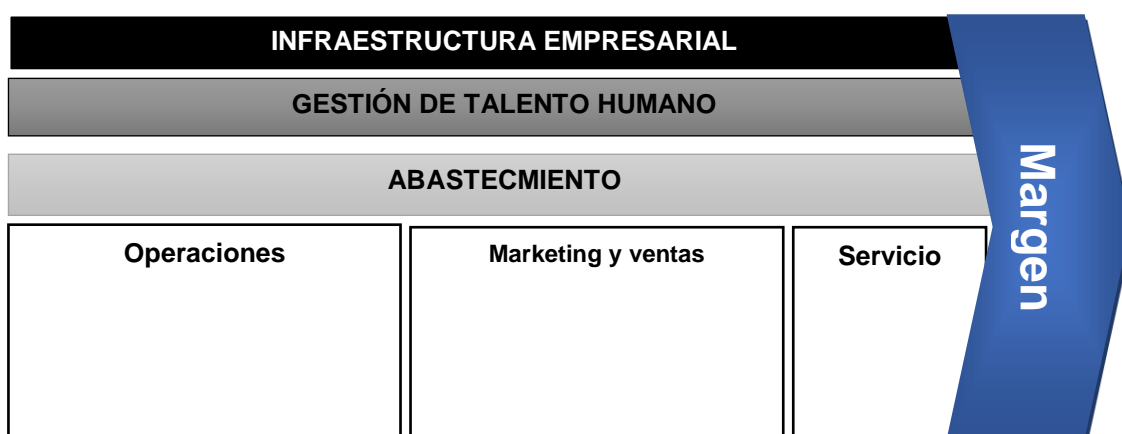 INFRAESTRUCTURA EMPRESARIAL
GESTIÓN DE TALENTO HUMANO
ABASTECMIENTO
Operaciones
Marketing y ventas
Servicio
Margen